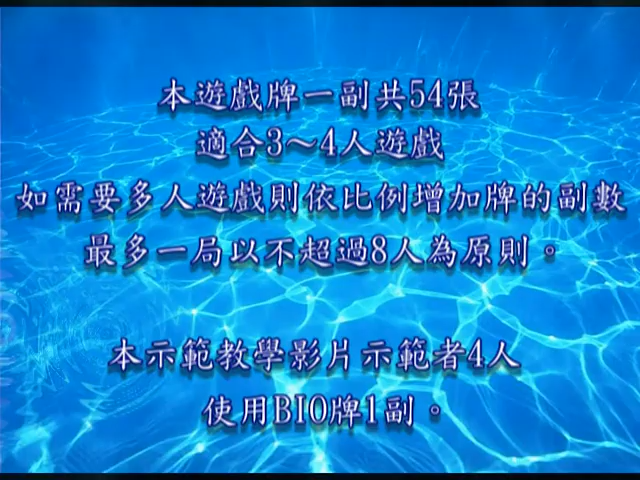 本遊戲牌一副共54張
適合3～4人遊戲
如需要多人遊戲則依比例增加牌的副數
最多一局以不超過8人為原則。
本示範教學影片示範者4人
使用BIO牌1副。